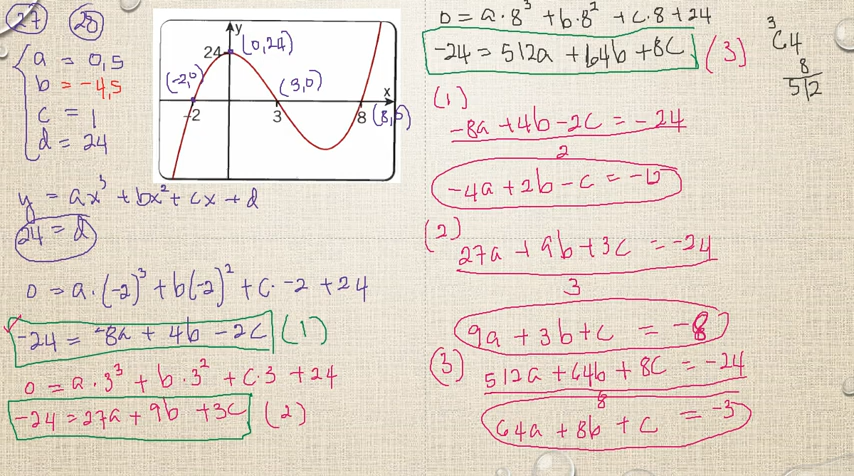 27 28
a = 0,5
b = -4,5
c = 1
d = 24
y
24
(0,24)
(-2,0)
(3,0)
x
-2
3
8
(8,0)
y = ax³ + bx² + cx + d
24 = d
0 = a·(-2)³ + b(-2)² + c·-2 + 24
-24 = -8a + 4b - 2c (1)
0 = a·3³ + b·3² + c·3 + 24
-24 = 27a + 9b + 3c (2)
0 = a·8³ + b·8² + c·8 + 24
-24 = 512a + 64b + 8c (3)
3
64
8
512
(1)
-8a + 4b - 2c = -24
2
-4a + 2b - c = -12
(2)
27a + 9b + 3c = -24
3
9a + 3b + c = -8
(3)
512a + 64b + 8c = -24
8
64a + 8b + c = -3